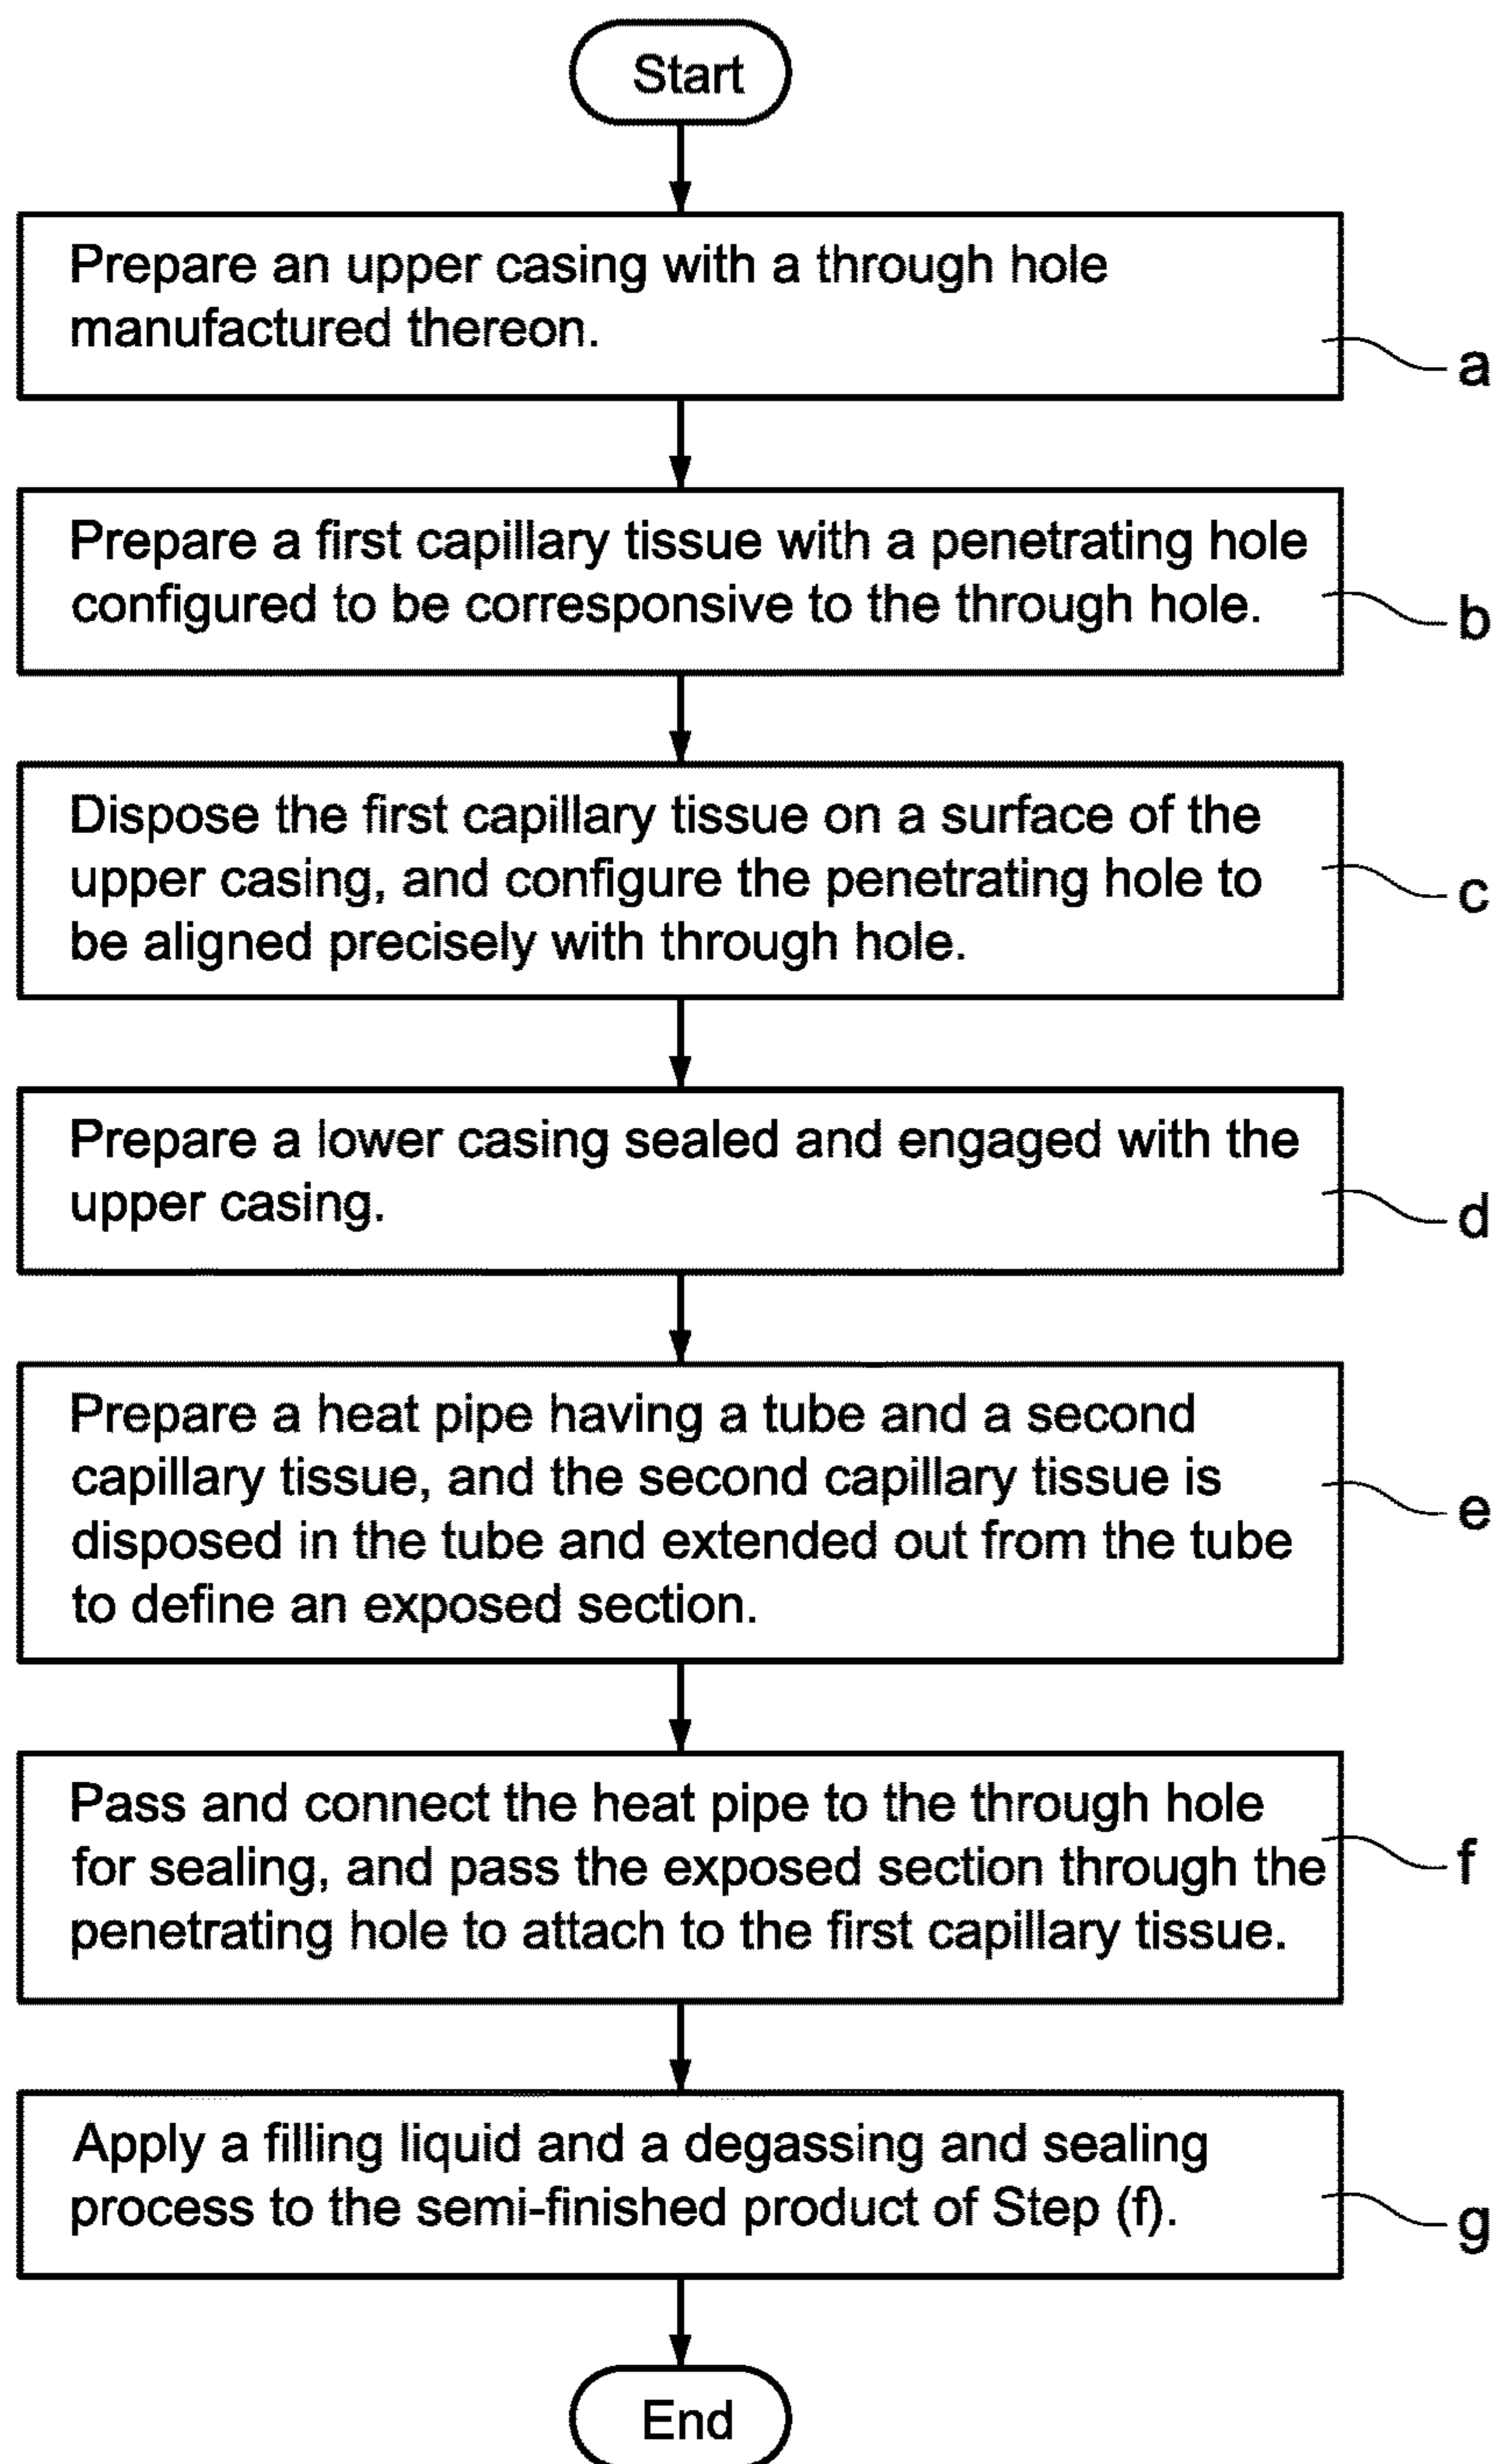 Start
Prepare an upper casing with a through hole
manufactured thereon.
a
Prepare a first capillary tissue with a penetrating hole
configured to be corresponsive to the through hole.
b
Dispose the first capillary tissue on a surface of the
upper casing, and configure the penetrating hole to
be aligned precisely with through hole.
c
Prepare a lower casing sealed and engaged with the
upper casing.
d
Prepare a heat pipe having a tube and a second
capillary tissue, and the second capillary tissue is
disposed in the tube and extended out from the tube
to define an exposed section.
e
Pass and connect the heat pipe to the through hole
for sealing, and pass the exposed section through the
penetrating hole to attach to the first capillary tissue.
f
Apply a filling liquid and a degassing and sealing
process to the semi-finished product of Step (f).
g
End